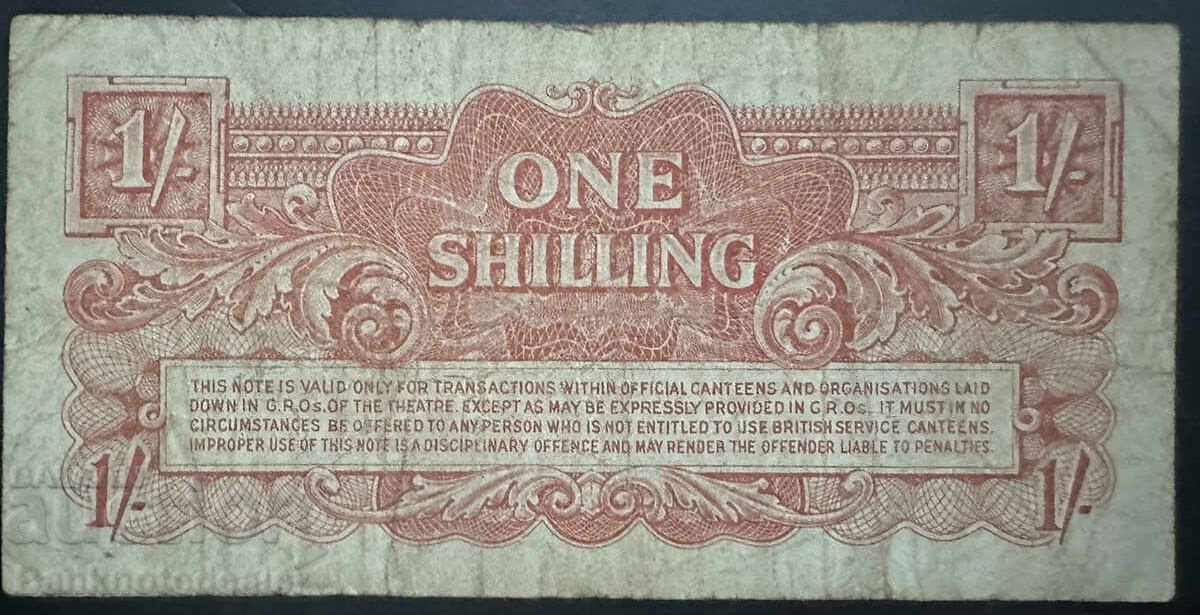 1/- 1/-
ONE
SHILLING
THIS NOTE IS VALID ONLY FOR TRANSACTIONS WITHIN OFFICIAL CANTEENS AND ORGANISATIONS LAID
DOWN IN G.R.Os. OF THE THEATRE. EXCEPT AS MAY BE EXPRESSLY PROVIDED IN G.R.Os. IT MUST IN NO
CIRCUMSTANCES BE OFFERED TO ANY PERSON WHO IS NOT ENTITLED TO USE BRITISH SERVICE CANTEENS.
IMPROPER USE OF THIS NOTE IS A DISCIPLINARY OFFENCE AND MAY RENDER THE OFFENDER LIABLE TO PENALTIES.
1/- 1/-
Banknotodealer